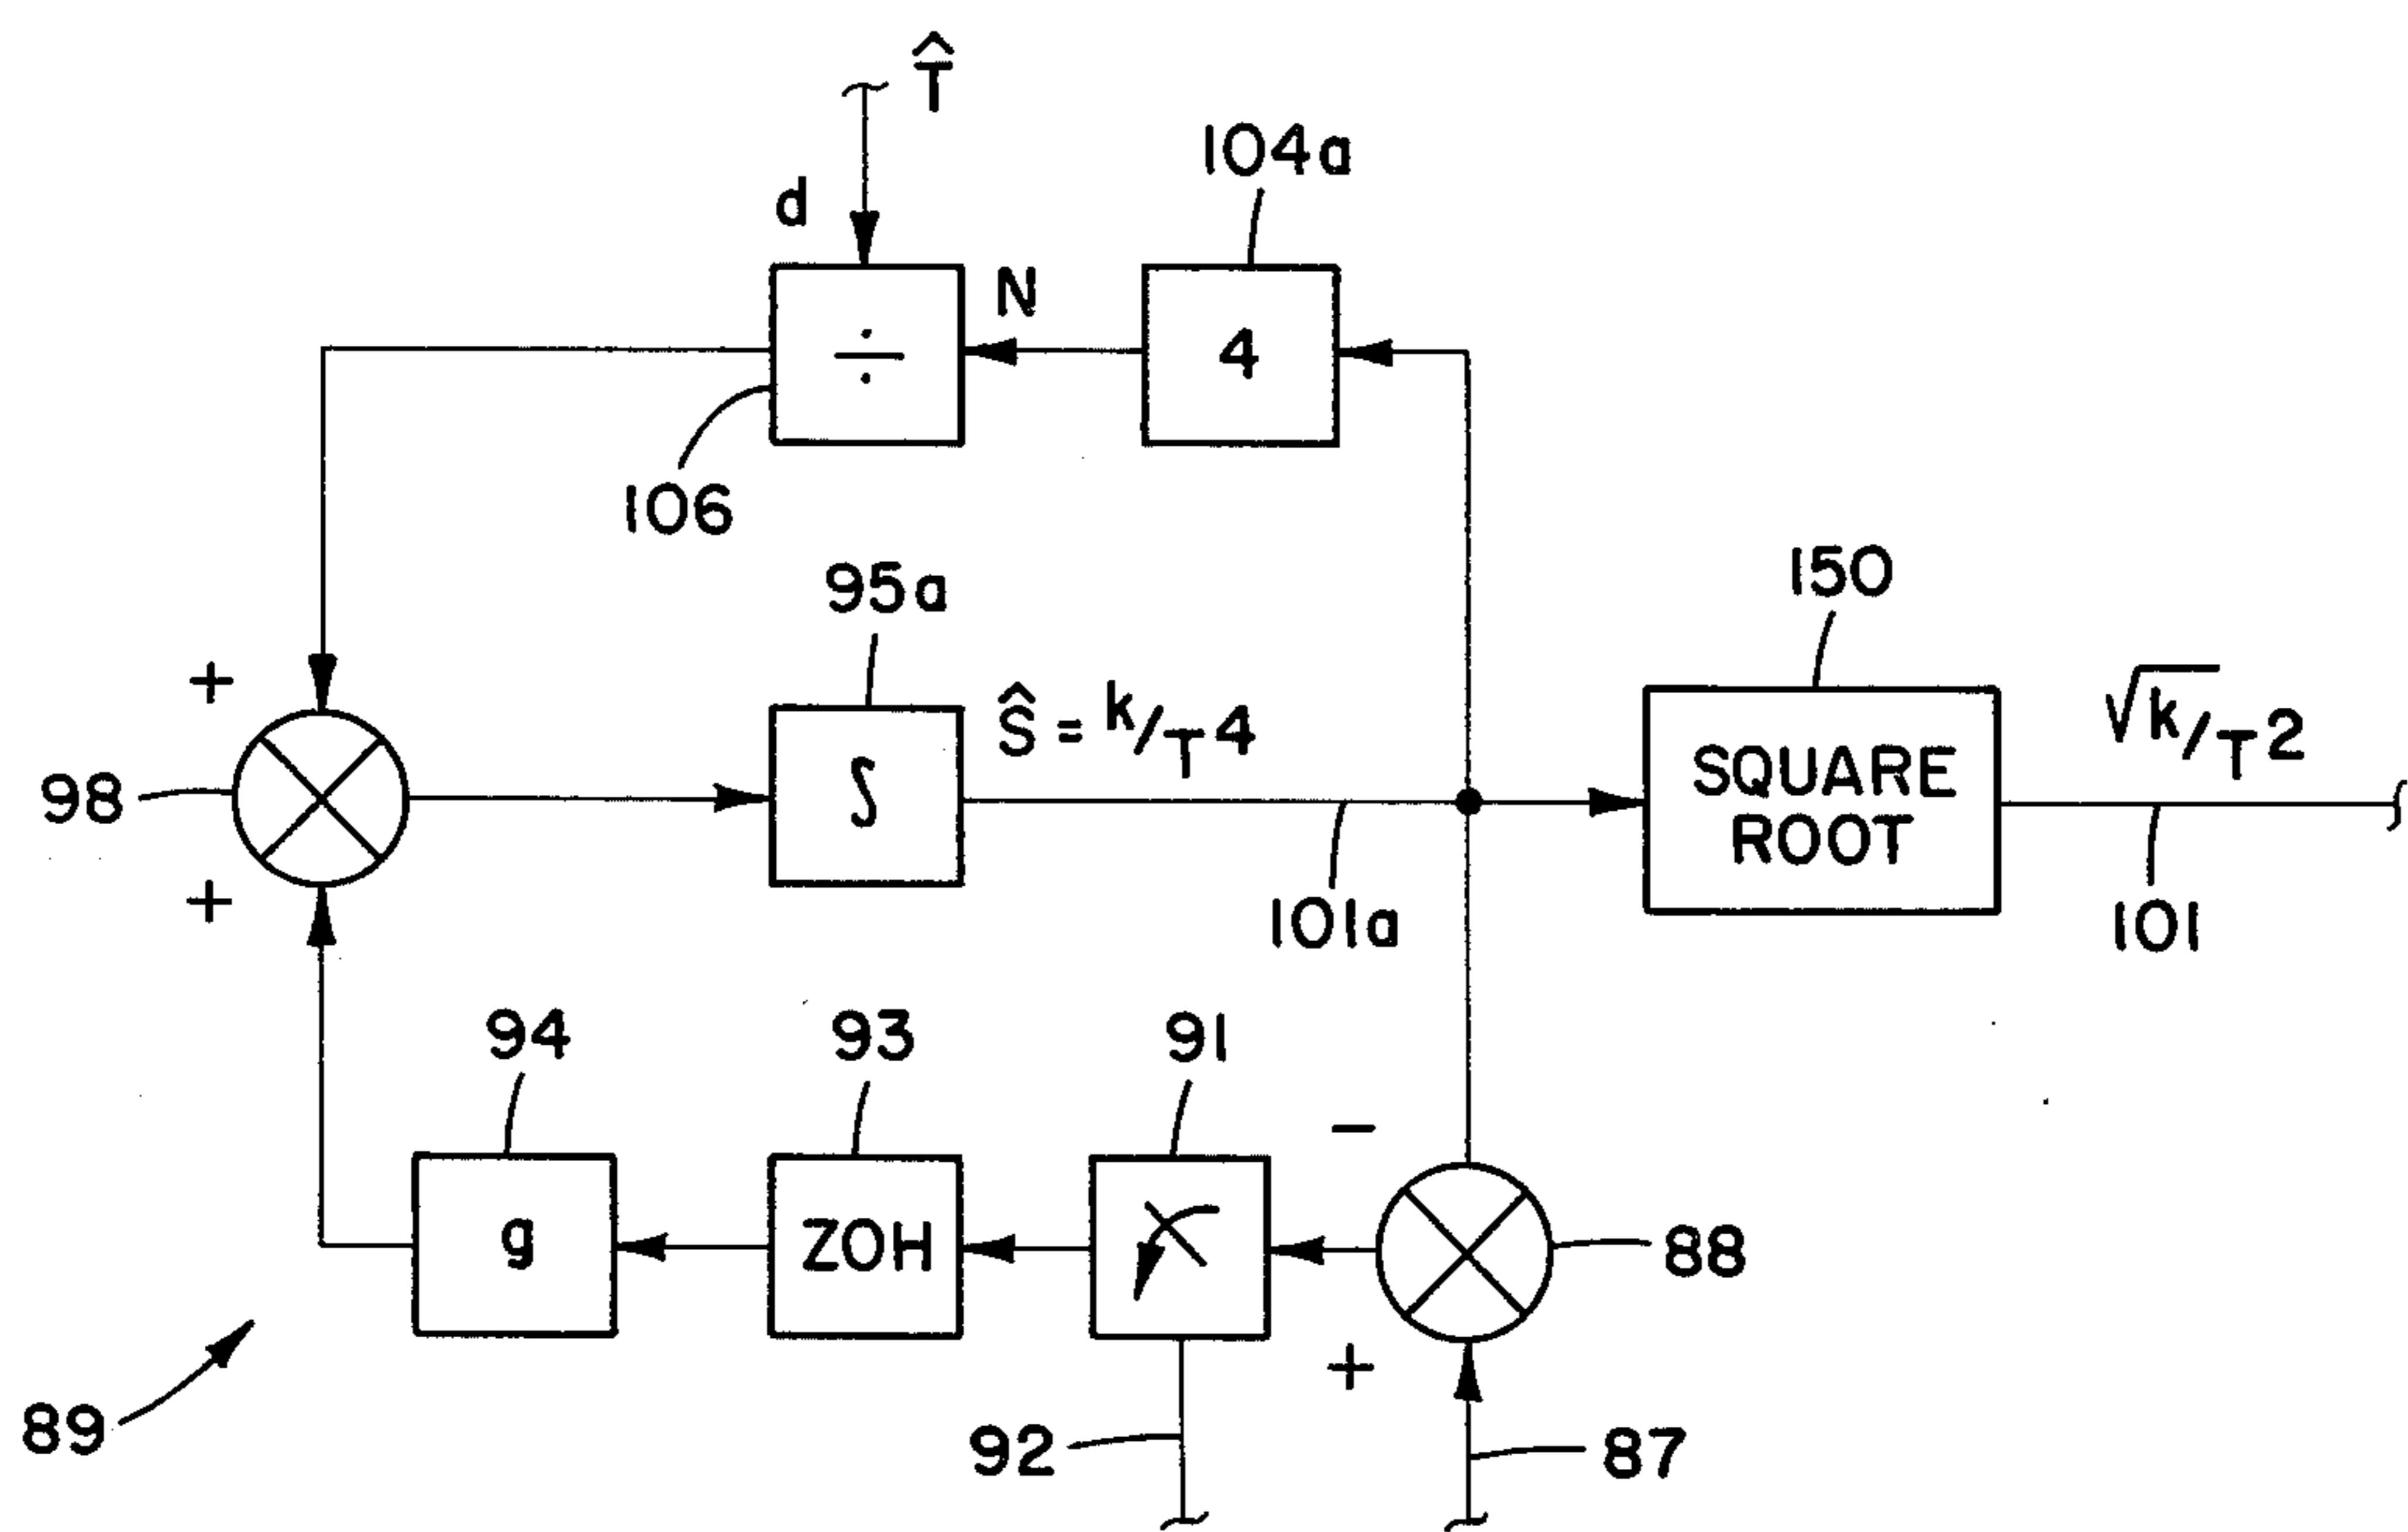 T̂
104a
d
N
÷
4
106
95a
150
+
∫
Ŝ = k/T4
SQUARE
ROOT
√k/T2
98
+
101a
101
94
93
91
−
g
ZOH
88
+
89
92
87